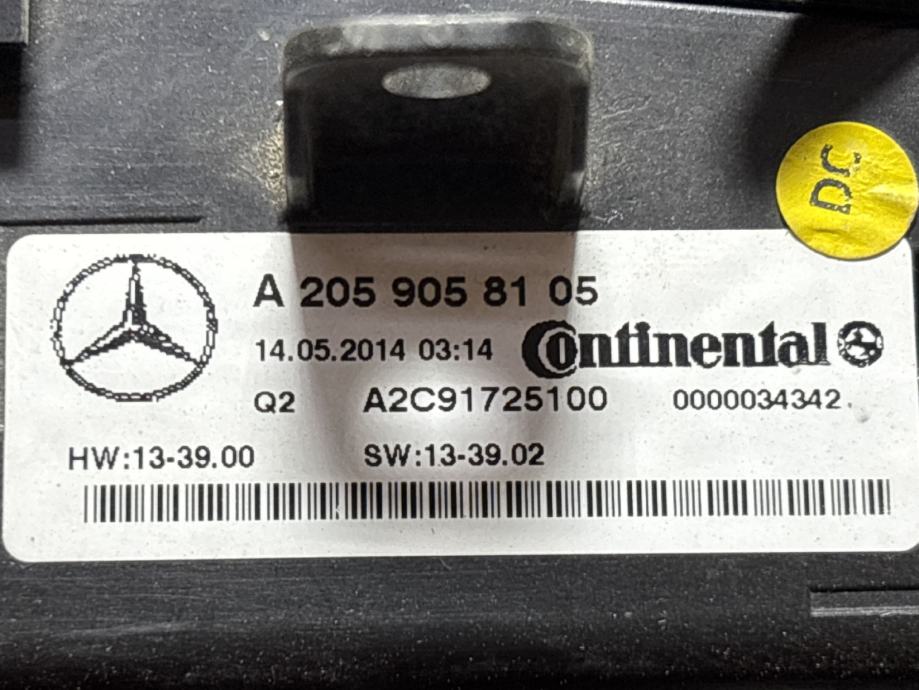 DC
A 205 905 81 05
14.05.2014 03:14 Continental
Q2 A2C91725100 0000034342
HW:13-39.00 SW:13-39.02